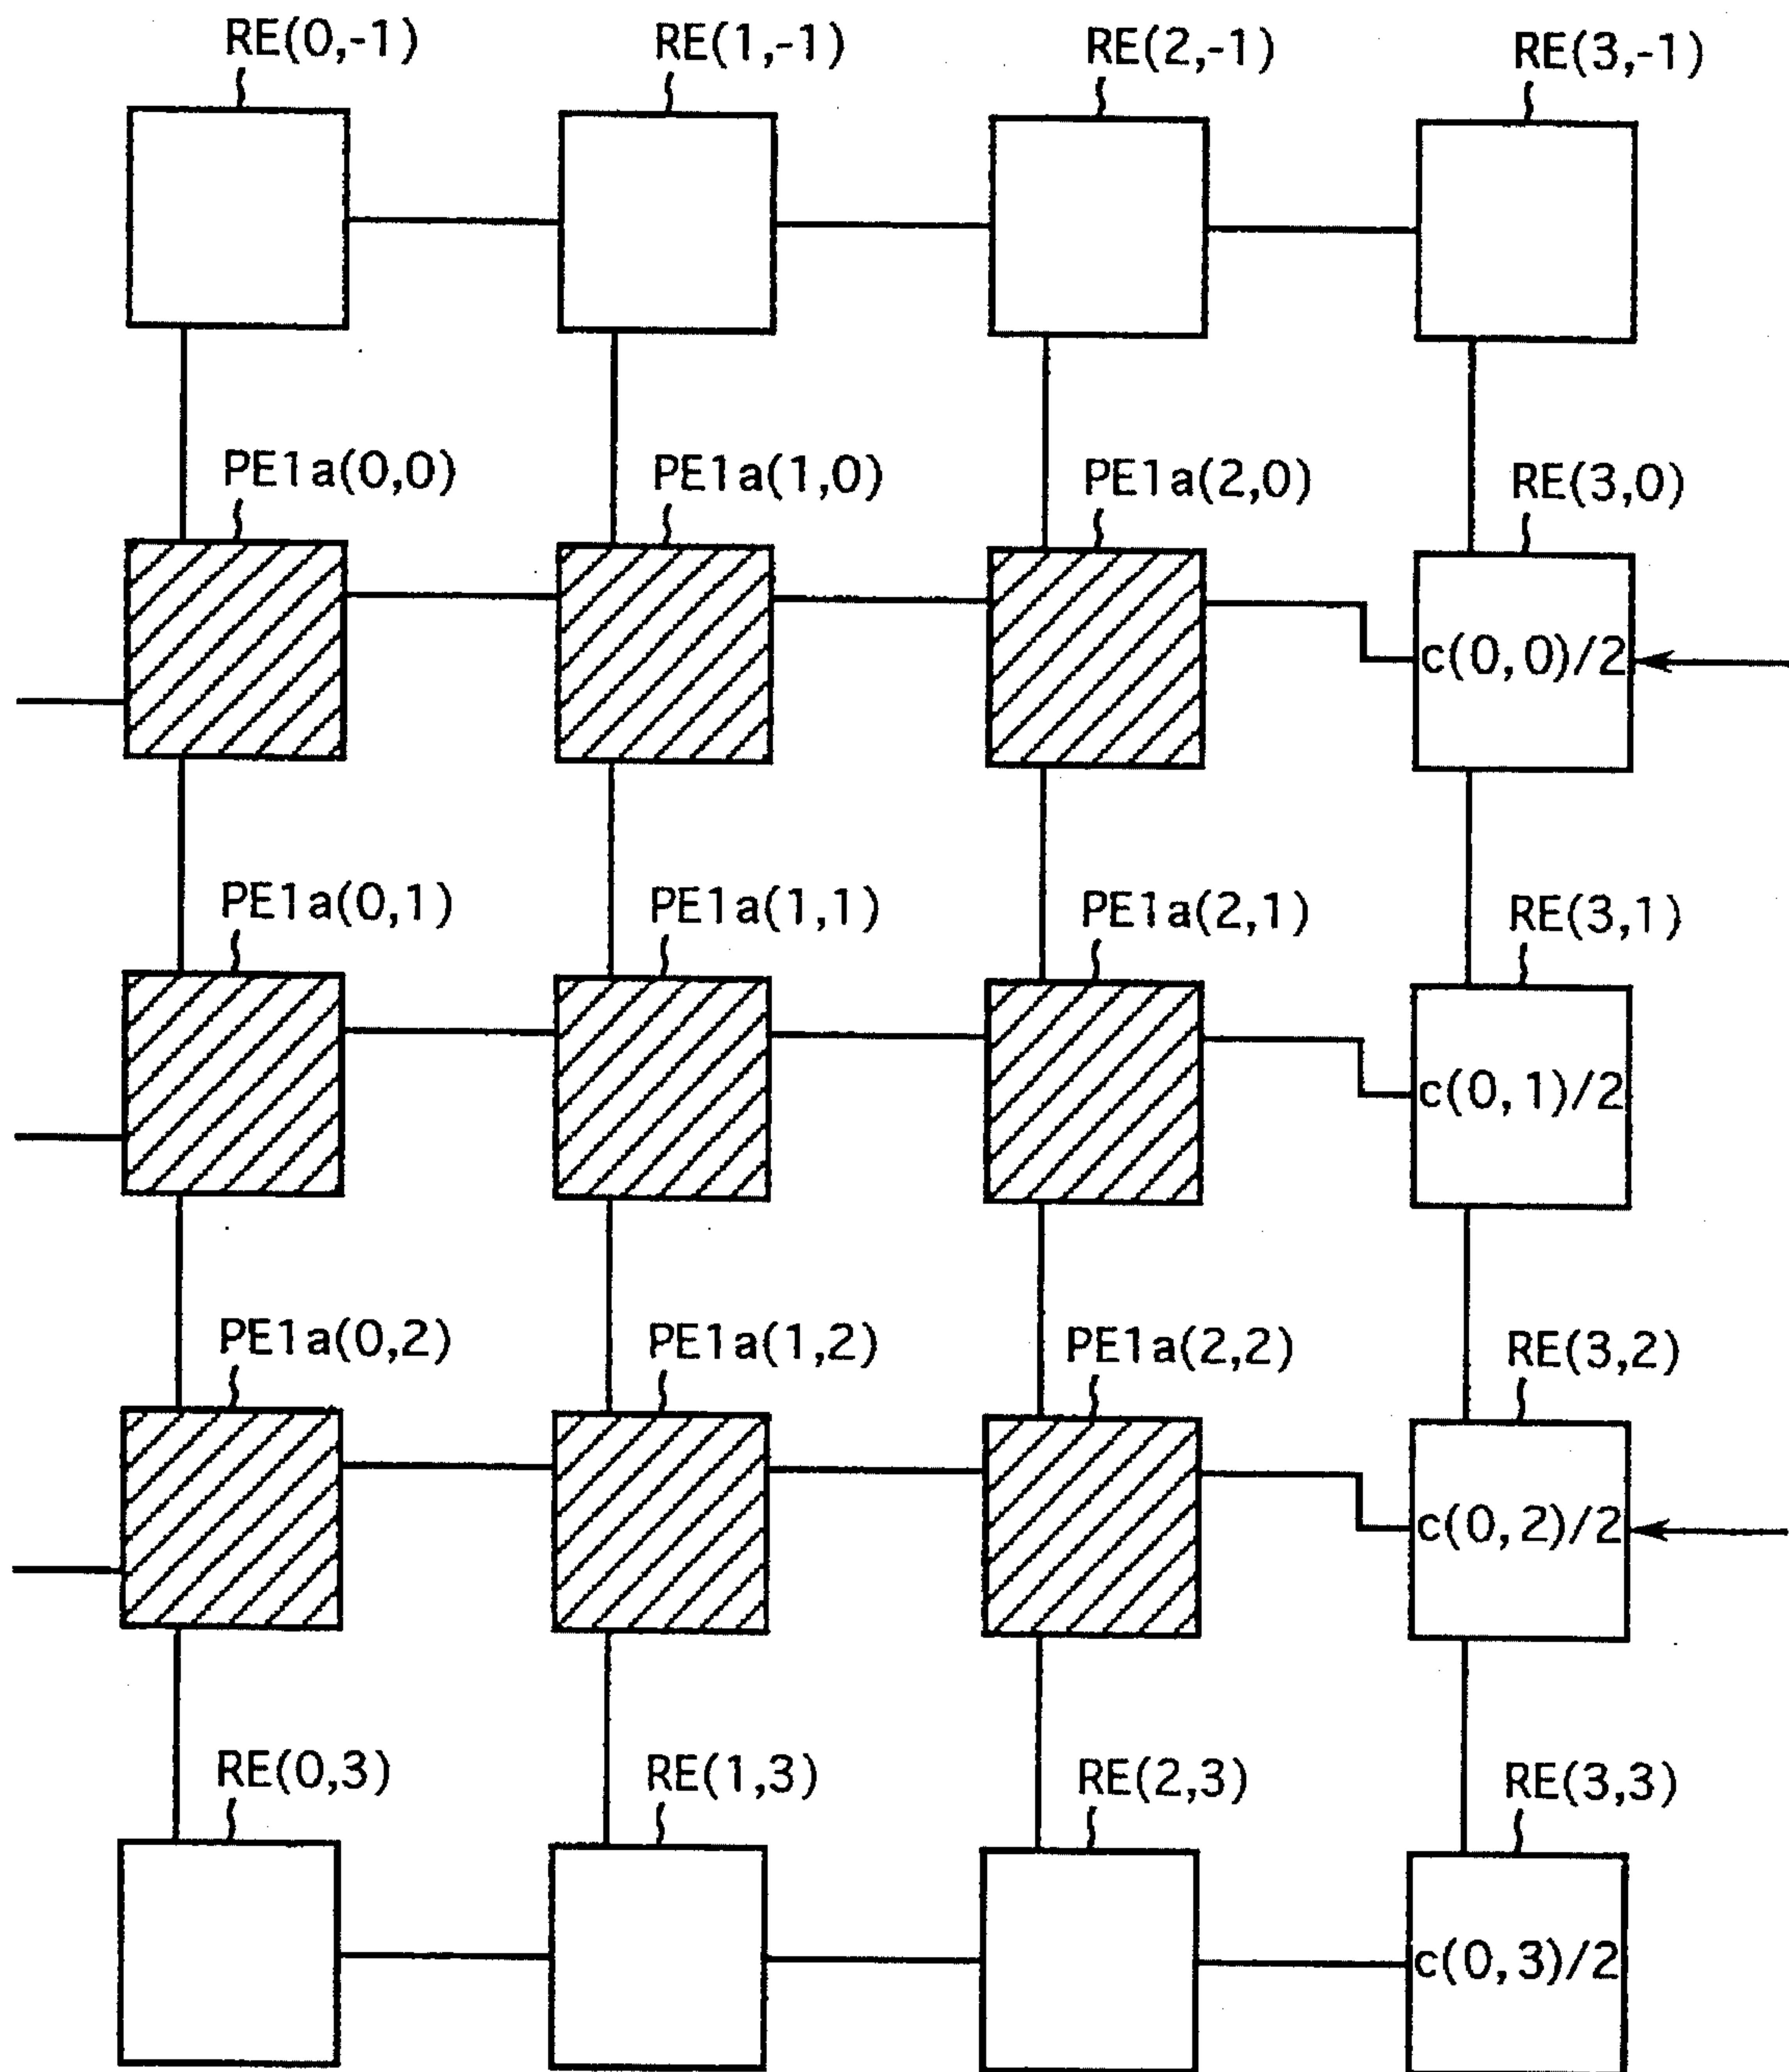 RE(0,-1) RE(1,-1) RE(2,-1) RE(3,-1)
PE1a(0,0) PE1a(1,0) PE1a(2,0) RE(3,0)
c(0,0)/2
PE1a(0,1) PE1a(1,1) PE1a(2,1) RE(3,1)
c(0,1)/2
PE1a(0,2) PE1a(1,2) PE1a(2,2) RE(3,2)
c(0,2)/2
RE(0,3) RE(1,3) RE(2,3) RE(3,3)
c(0,3)/2